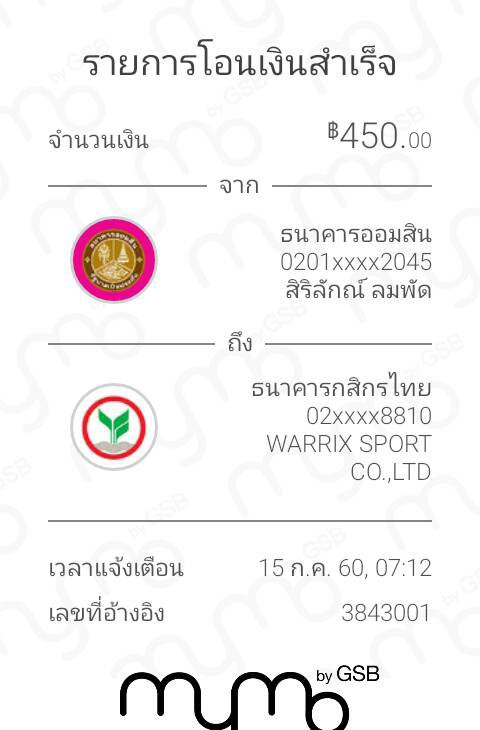 รายการโอนเงินสำเร็จ
จำนวนเงิน ฿450.00
จาก
ธนาคารออมสิน
0201xxxx2045
สิริลักณ์ ลมพัด
ถึง
ธนาคารกสิกรไทย
02xxxx8810
WARRIX SPORT
CO.,LTD
เวลาแจ้งเตือน 15 ก.ค. 60, 07:12
เลขที่อ้างอิง 3843001
mymo by GSB